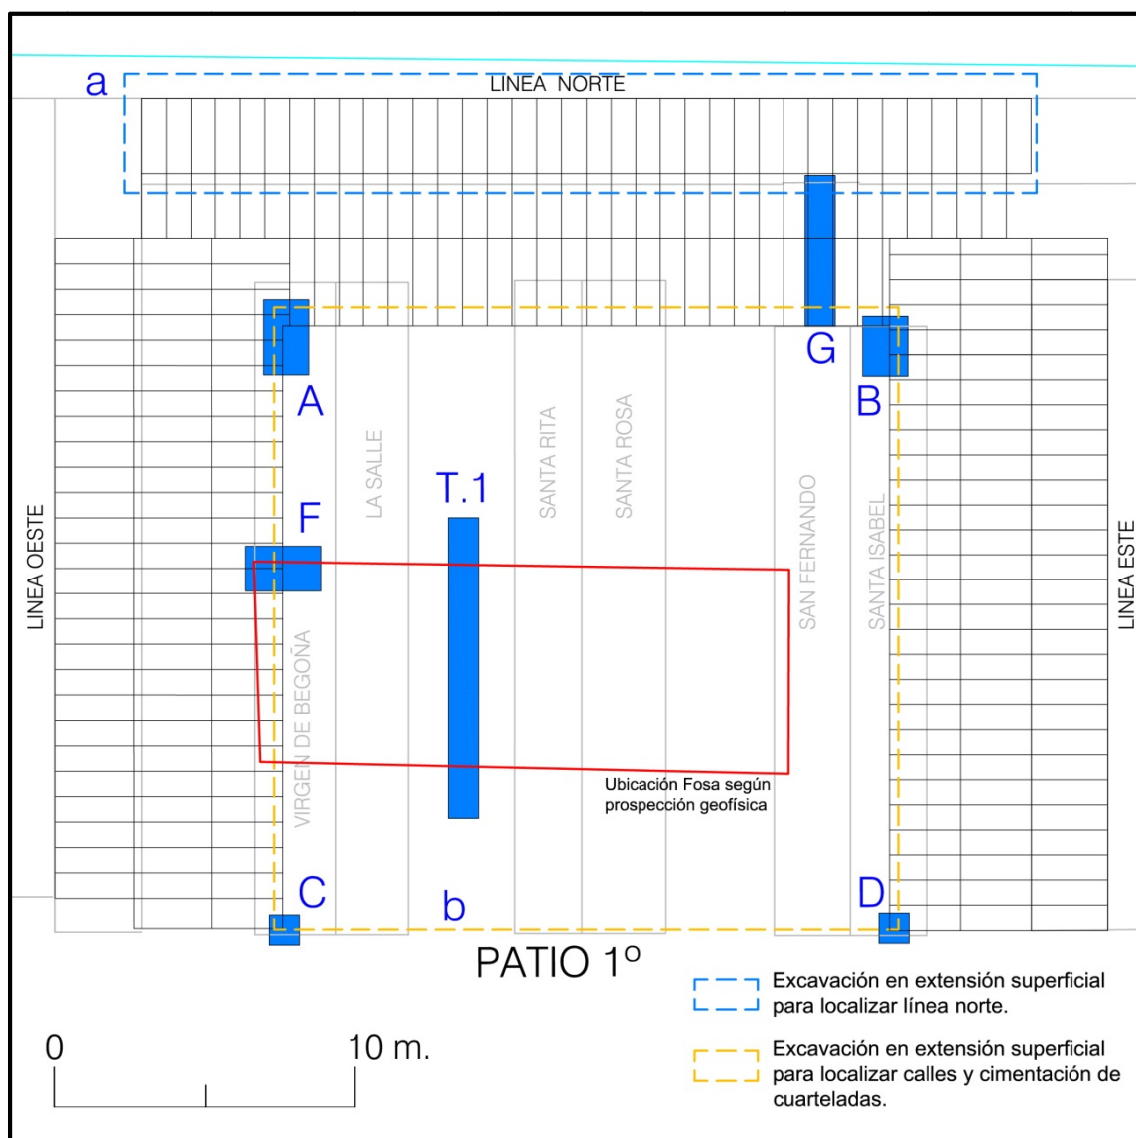 a
LINEA NORTE
A
G
B
LA SALLE
SANTA RITA
SANTA ROSA
T.1
F
SAN FERNANDO
SANTA ISABEL
LINEA OESTE
LINEA ESTE
VIRGEN DE BEGOÑA
Ubicación Fosa según
prospección geofísica
C
b
D
PATIO 1º
Excavación en extensión superficial
para localizar línea norte.
0
10 m.
Excavación en extensión superficial
para localizar calles y cimentación de
cuarteladas.